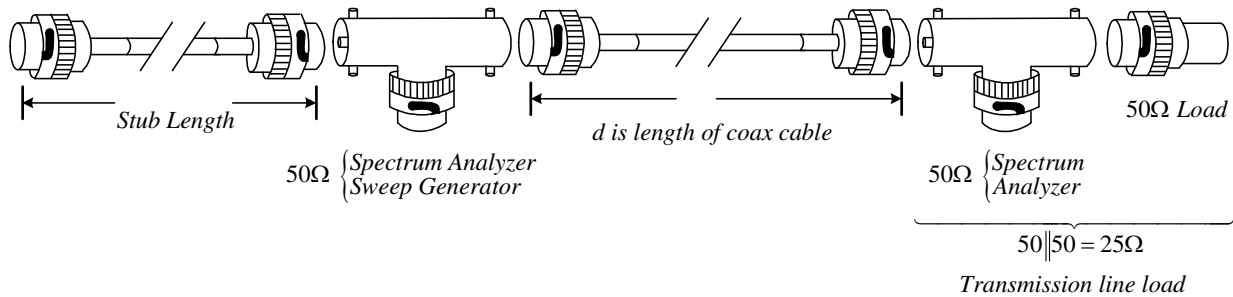 Stub Length
d is length of coax cable
50Ω Load
50Ω { Spectrum Analyzer
Sweep Generator
50Ω { Spectrum
Analyzer
50‖50 = 25Ω
Transmission line load